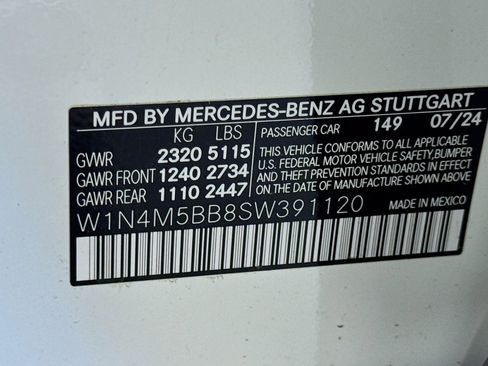 MFD BY MERCEDES-BENZ AG STUTTGART
KG LBS PASSENGER CAR 149 07/24
GVWR 2320 5115
GAWR FRONT 1240 2734
GAWR REAR 1110 2447
THIS VEHICLE CONFORMS TO ALL APPLICABLE
U.S. FEDERAL MOTOR VEHICLE SAFETY, BUMPER
AND THEFT PREVENTION STANDARDS IN EFFECT
ON THE DATE OF MANUFACTURE SHOWN ABOVE.
W1N4M5BB8SW391120 MADE IN MEXICO